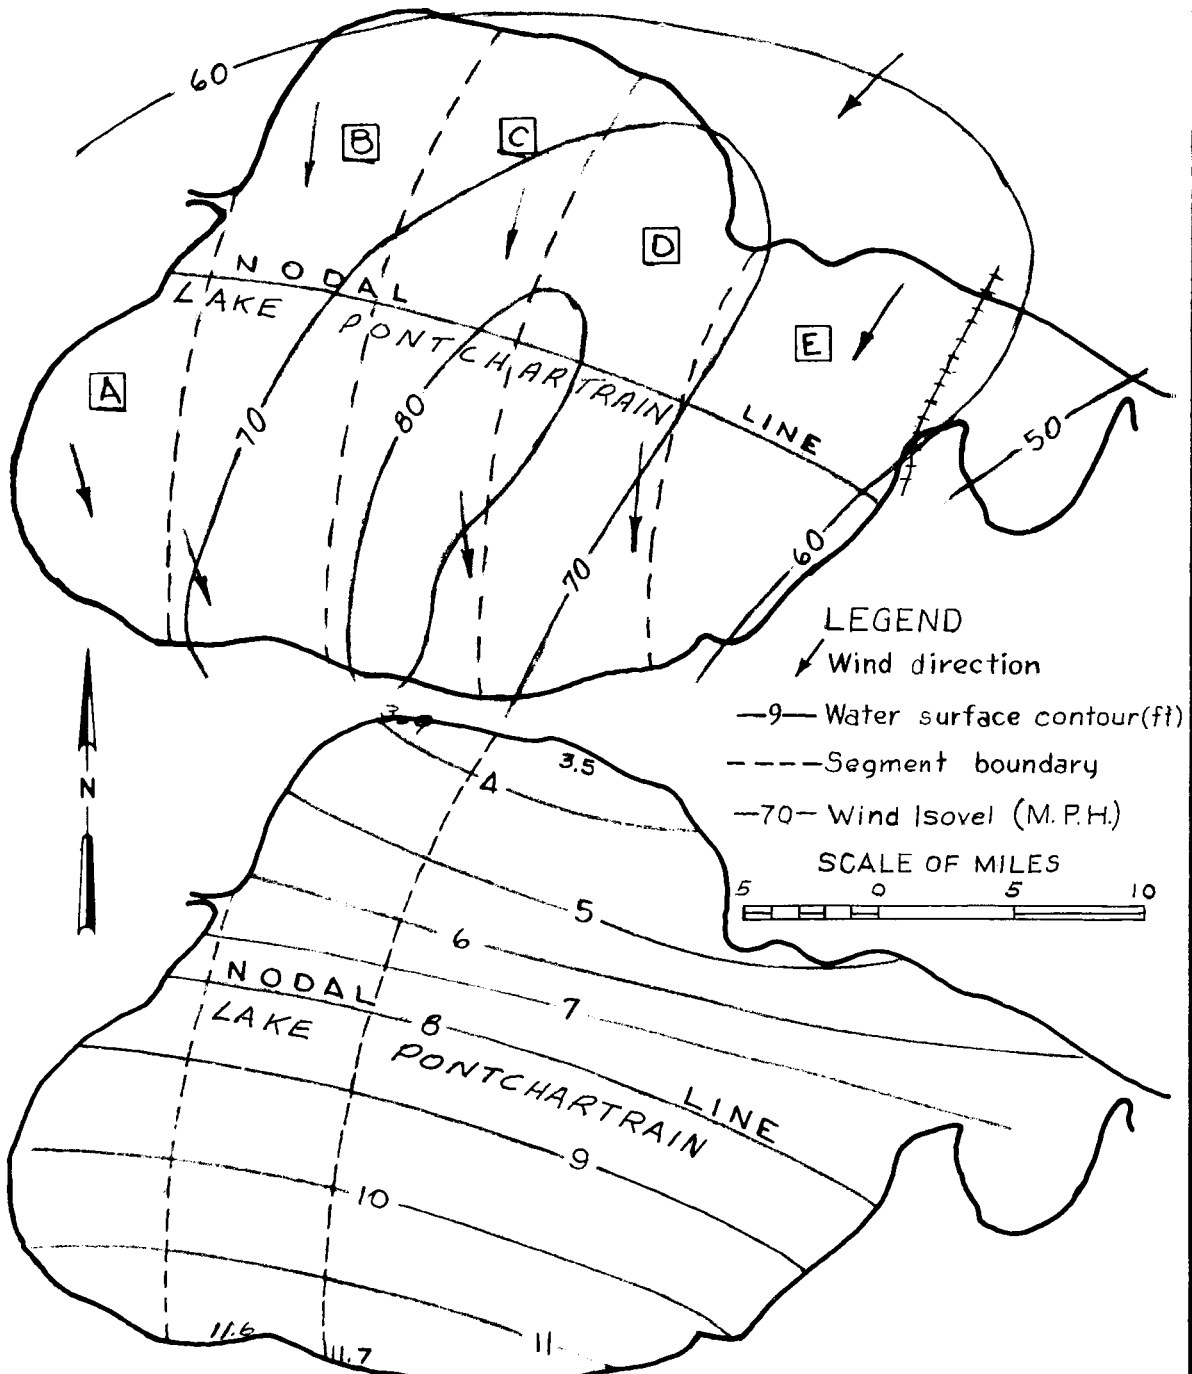 60
B
C
D
NODAL
LAKE
PONTCHARTRAIN
LINE
E
A
70
80
50
70
60
LEGEND
Wind direction
—9— Water surface contour(ft)
----Segment boundary
—70— Wind Isovel (M.P.H.)
SCALE OF MILES
5 0 5 10
N
3.5
4
5
6
7
NODAL
LAKE
8
PONTCHARTRAIN
LINE
9
10
11
11.6
11.7